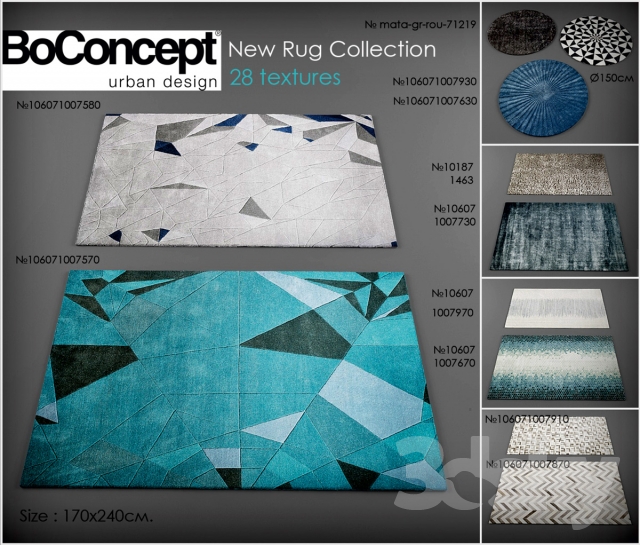 № mata-gr-rou-71219
BoConcept®
urban design
New Rug Collection
28 textures
№106071007930
№106071007630
Ø150см
№106071007580
№10187
1463
№10607
1007730
№106071007570
№10607
1007970
№10607
1007670
№106071007910
№106071007870
3dsky
Size : 170x240см.